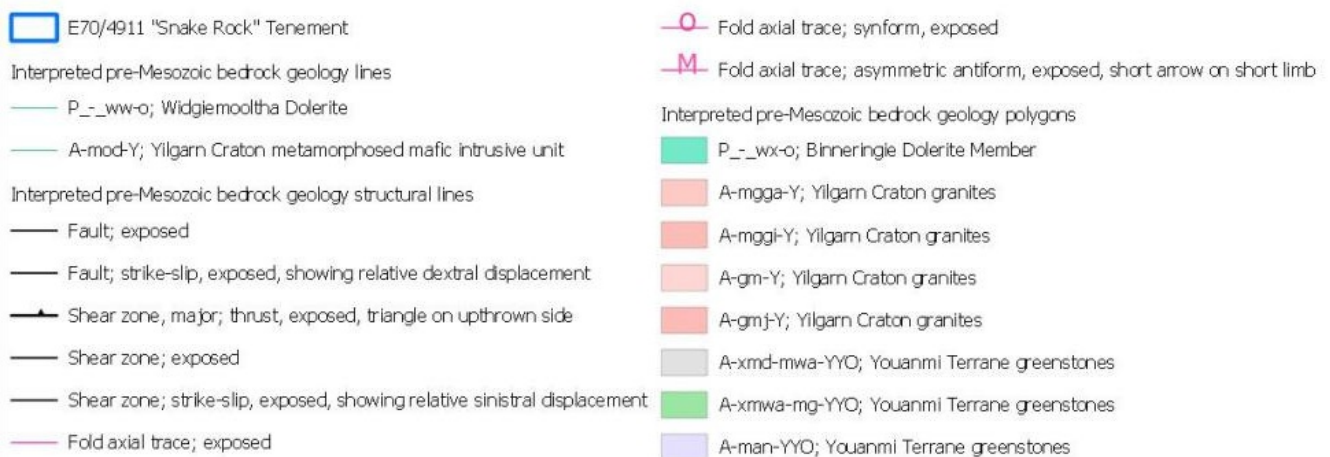 E70/4911 "Snake Rock" Tenement
Interpreted pre-Mesozoic bedrock geology lines
P_-_ww-o; Widgiemooltha Dolerite
A-mod-Y; Yilgarn Craton metamorphosed mafic intrusive unit
Interpreted pre-Mesozoic bedrock geology structural lines
Fault; exposed
Fault; strike-slip, exposed, showing relative dextral displacement
Shear zone, major; thrust, exposed, triangle on upthrown side
Shear zone; exposed
Shear zone; strike-slip, exposed, showing relative sinistral displacement
Fold axial trace; exposed
O Fold axial trace; synform, exposed
M Fold axial trace; asymmetric antiform, exposed, short arrow on short limb
Interpreted pre-Mesozoic bedrock geology polygons
P_-_wx-o; Binneringie Dolerite Member
A-mgga-Y; Yilgarn Craton granites
A-mggi-Y; Yilgarn Craton granites
A-gm-Y; Yilgarn Craton granites
A-gmj-Y; Yilgarn Craton granites
A-xmd-mwa-YYO; Youanmi Terrane greenstones
A-xmwa-mg-YYO; Youanmi Terrane greenstones
A-man-YYO; Youanmi Terrane greenstones